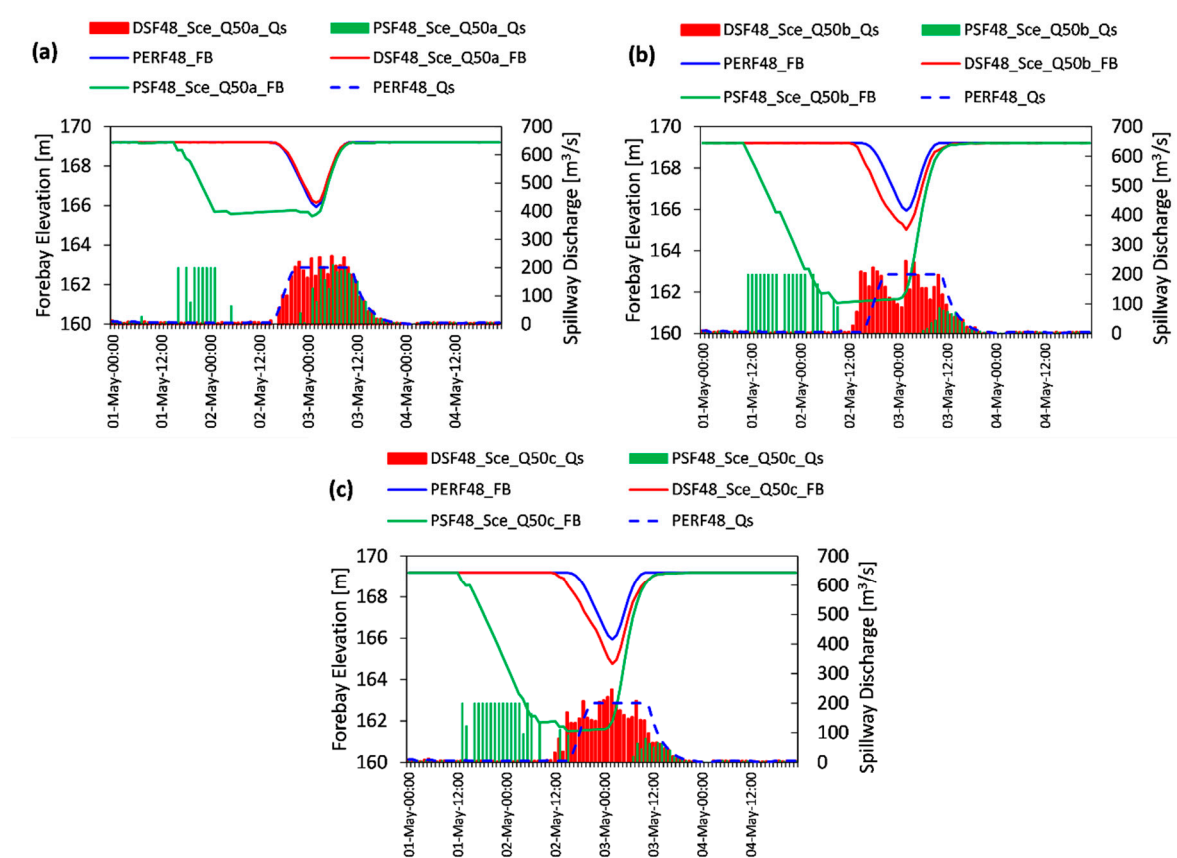 (a)
DSF48_Sce_Q50a_Qs PSF48_Sce_Q50a_Qs
PERF48_FB DSF48_Sce_Q50a_FB
PSF48_Sce_Q50a_FB PERF48_Qs
Forebay Elevation [m]
170
168
166
164
162
160
Spillway Discharge [m³/s]
700
600
500
400
300
200
100
0
01-May-00:00
01-May-12:00
02-May-00:00
02-May-12:00
03-May-00:00
03-May-12:00
04-May-00:00
04-May-12:00
(b)
DSF48_Sce_Q50b_Qs PSF48_Sce_Q50b_Qs
PERF48_FB DSF48_Sce_Q50b_FB
PSF48_Sce_Q50b_FB PERF48_Qs
Forebay Elevation [m]
170
168
166
164
162
160
Spillway Discharge [m³/s]
700
600
500
400
300
200
100
0
01-May-00:00
01-May-12:00
02-May-00:00
02-May-12:00
03-May-00:00
03-May-12:00
04-May-00:00
04-May-12:00
(c)
DSF48_Sce_Q50c_Qs PSF48_Sce_Q50c_Qs
PERF48_FB DSF48_Sce_Q50c_FB
PSF48_Sce_Q50c_FB PERF48_Qs
Forebay Elevation [m]
170
168
166
164
162
160
Spillway Discharge [m³/s]
700
600
500
400
300
200
100
0
01-May-00:00
01-May-12:00
02-May-00:00
02-May-12:00
03-May-00:00
03-May-12:00
04-May-00:00
04-May-12:00